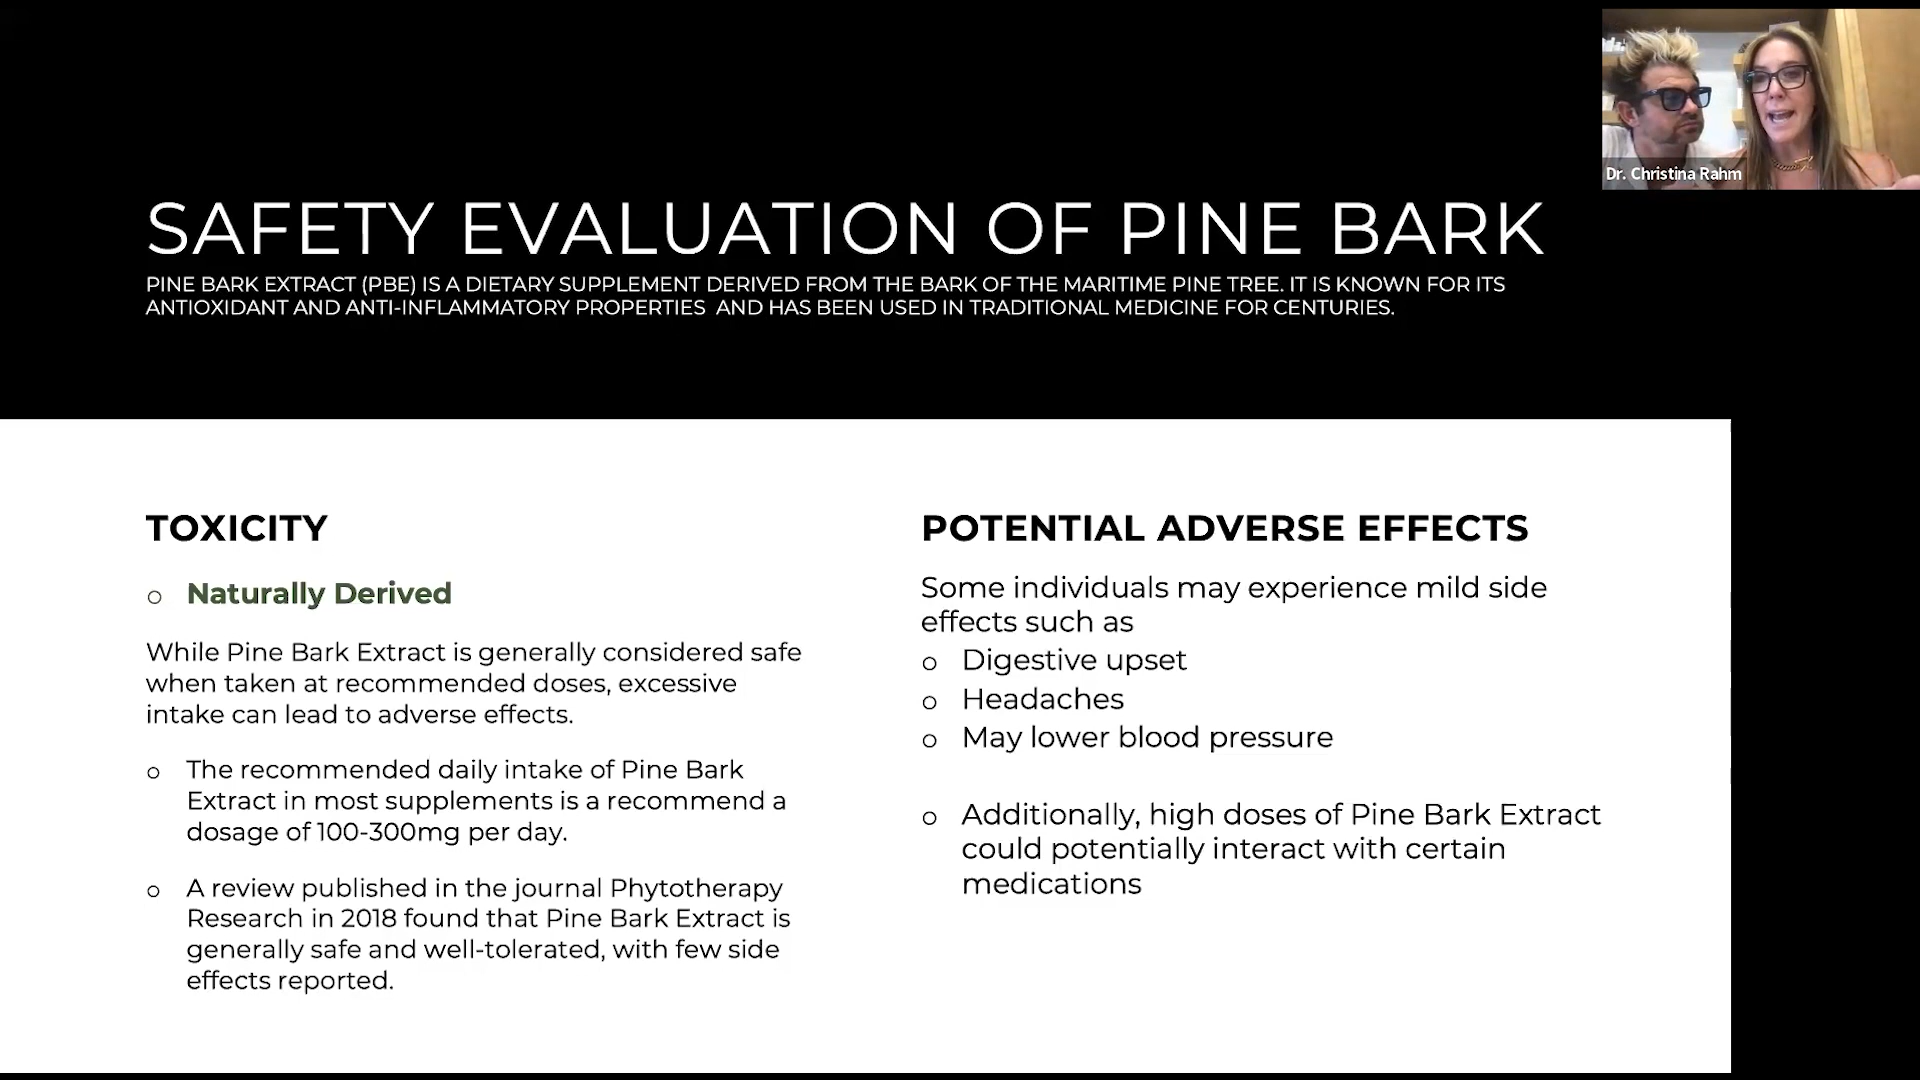 Dr. Christina Rahm
SAFETY EVALUATION OF PINE BARK
PINE BARK EXTRACT (PBE) IS A DIETARY SUPPLEMENT DERIVED FROM THE BARK OF THE MARITIME PINE TREE. IT IS KNOWN FOR ITS
ANTIOXIDANT AND ANTI-INFLAMMATORY PROPERTIES AND HAS BEEN USED IN TRADITIONAL MEDICINE FOR CENTURIES.
TOXICITY
○ Naturally Derived
While Pine Bark Extract is generally considered safe
when taken at recommended doses, excessive
intake can lead to adverse effects.
○ The recommended daily intake of Pine Bark
Extract in most supplements is a recommend a
dosage of 100-300mg per day.
○ A review published in the journal Phytotherapy
Research in 2018 found that Pine Bark Extract is
generally safe and well-tolerated, with few side
effects reported.
POTENTIAL ADVERSE EFFECTS
Some individuals may experience mild side
effects such as
○ Digestive upset
○ Headaches
○ May lower blood pressure
○ Additionally, high doses of Pine Bark Extract
could potentially interact with certain
medications